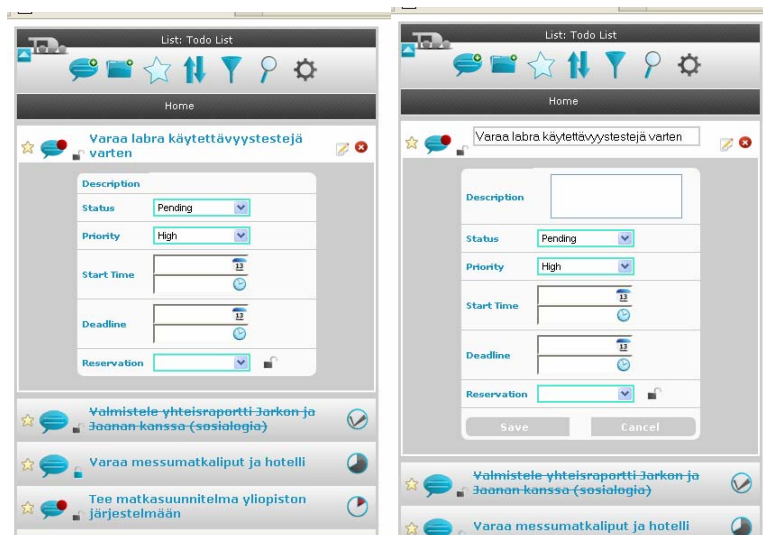 List: Todo List
Home
Varaa labra käytettävyystestejä
varten
Description
Status
Pending
Priority
High
Start Time
13
Deadline
13
Reservation
Valmistele yhteisraportti Jarkon ja
Jaanan kanssa (sosialogia)
Varaa messumatkaliput ja hotelli
Tee matkasuunnitelma yliopiston
järjestelmään
List: Todo List
Home
Varaa labra käytettävyystestejä varten
Description
Status
Pending
Priority
High
Start Time
13
Deadline
13
Reservation
Save Cancel
Valmistele yhteisraportti Jarkon ja
Jaanan kanssa (sosialogia)
Varaa messumatkaliput ja hotelli